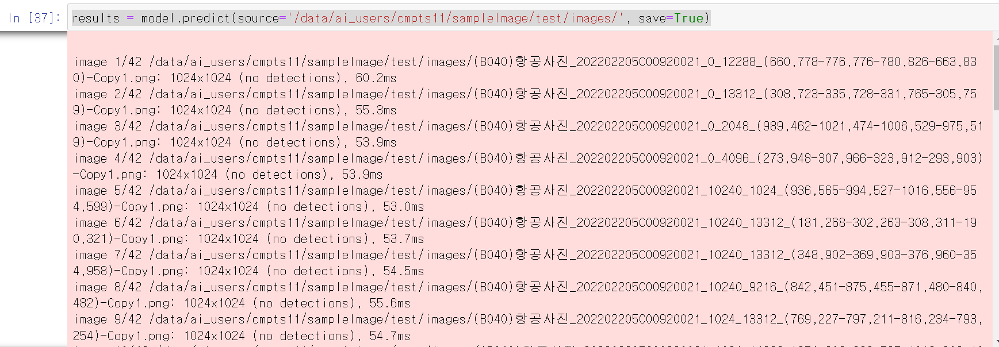 In [37]: results = model.predict(source='/data/ai_users/cmpts11/sampleImage/test/images/', save=True)
image 1/42 /data/ai_users/cmpts11/sampleImage/test/images/(B040)항공사진_202202205C00920021_0_12288_(660,778-776,776-780,826-663,83
0)-Copy1.png: 1024x1024 (no detections), 60.2ms
image 2/42 /data/ai_users/cmpts11/sampleImage/test/images/(B040)항공사진_202202205C00920021_0_13312_(308,723-335,728-331,765-305,75
9)-Copy1.png: 1024x1024 (no detections), 55.3ms
image 3/42 /data/ai_users/cmpts11/sampleImage/test/images/(B040)항공사진_202202205C00920021_0_2048_(989,462-1021,474-1006,529-975,51
9)-Copy1.png: 1024x1024 (no detections), 53.9ms
image 4/42 /data/ai_users/cmpts11/sampleImage/test/images/(B040)항공사진_202202205C00920021_0_4096_(273,948-307,966-323,912-293,903)
-Copy1.png: 1024x1024 (no detections), 53.9ms
image 5/42 /data/ai_users/cmpts11/sampleImage/test/images/(B040)항공사진_202202205C00920021_10240_1024_(936,565-994,527-1016,556-95
4,599)-Copy1.png: 1024x1024 (no detections), 53.0ms
image 6/42 /data/ai_users/cmpts11/sampleImage/test/images/(B040)항공사진_202202205C00920021_10240_13312_(181,268-302,263-308,311-19
0,321)-Copy1.png: 1024x1024 (no detections), 53.7ms
image 7/42 /data/ai_users/cmpts11/sampleImage/test/images/(B040)항공사진_202202205C00920021_10240_13312_(348,902-369,903-376,960-35
4,958)-Copy1.png: 1024x1024 (no detections), 54.5ms
image 8/42 /data/ai_users/cmpts11/sampleImage/test/images/(B040)항공사진_202202205C00920021_10240_9216_(842,451-875,455-871,480-840,
482)-Copy1.png: 1024x1024 (no detections), 55.6ms
image 9/42 /data/ai_users/cmpts11/sampleImage/test/images/(B040)항공사진_202202205C00920021_1024_13312_(769,227-797,211-816,234-793,
254)-Copy1.png: 1024x1024 (no detections), 54.7ms